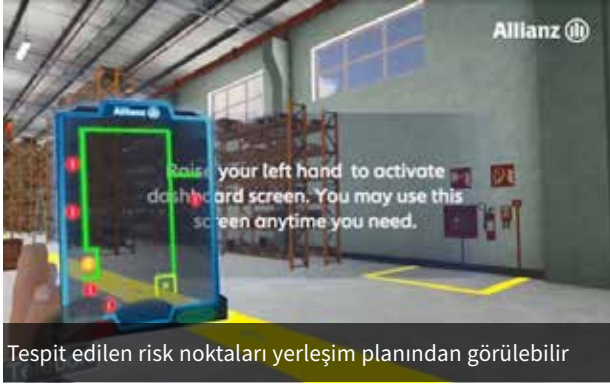 Allianz
Allianz
Raise your left hand to activate
dashboard screen. You may use this
screen anytime you need.
Tespit edilen risk noktaları yerleşim planından görülebilir